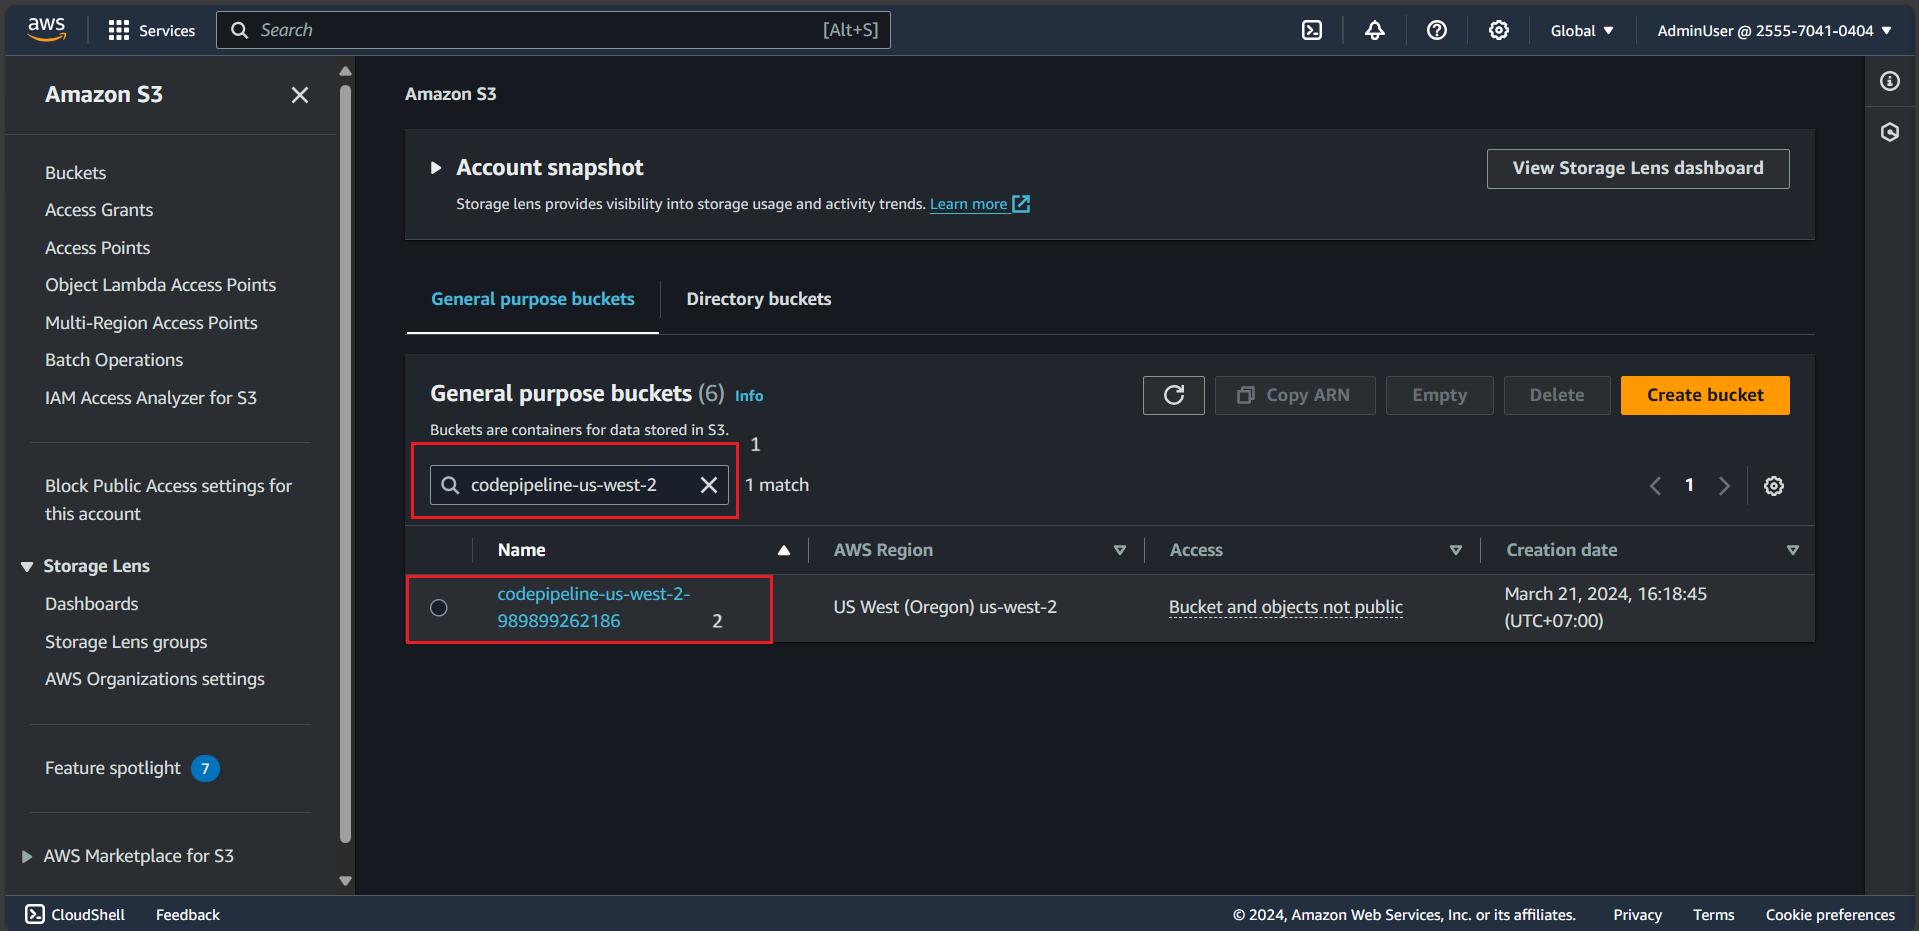 aws
Services
Search
[Alt+S]
Global
AdminUser @ 2555-7041-0404
Amazon S3
Buckets
Access Grants
Access Points
Object Lambda Access Points
Multi-Region Access Points
Batch Operations
IAM Access Analyzer for S3
Block Public Access settings for
this account
Storage Lens
Dashboards
Storage Lens groups
AWS Organizations settings
Feature spotlight 7
AWS Marketplace for S3
Amazon S3
Account snapshot
View Storage Lens dashboard
Storage lens provides visibility into storage usage and activity trends. Learn more
General purpose buckets
Directory buckets
General purpose buckets (6) Info
Copy ARN
Empty
Delete
Create bucket
Buckets are containers for data stored in S3.
1
codepipeline-us-west-2
1 match
1
Name
AWS Region
Access
Creation date
codepipeline-us-west-2-
989899262186
2
US West (Oregon) us-west-2
Bucket and objects not public
March 21, 2024, 16:18:45
(UTC+07:00)
CloudShell
Feedback
© 2024, Amazon Web Services, Inc. or its affiliates.
Privacy
Terms
Cookie preferences